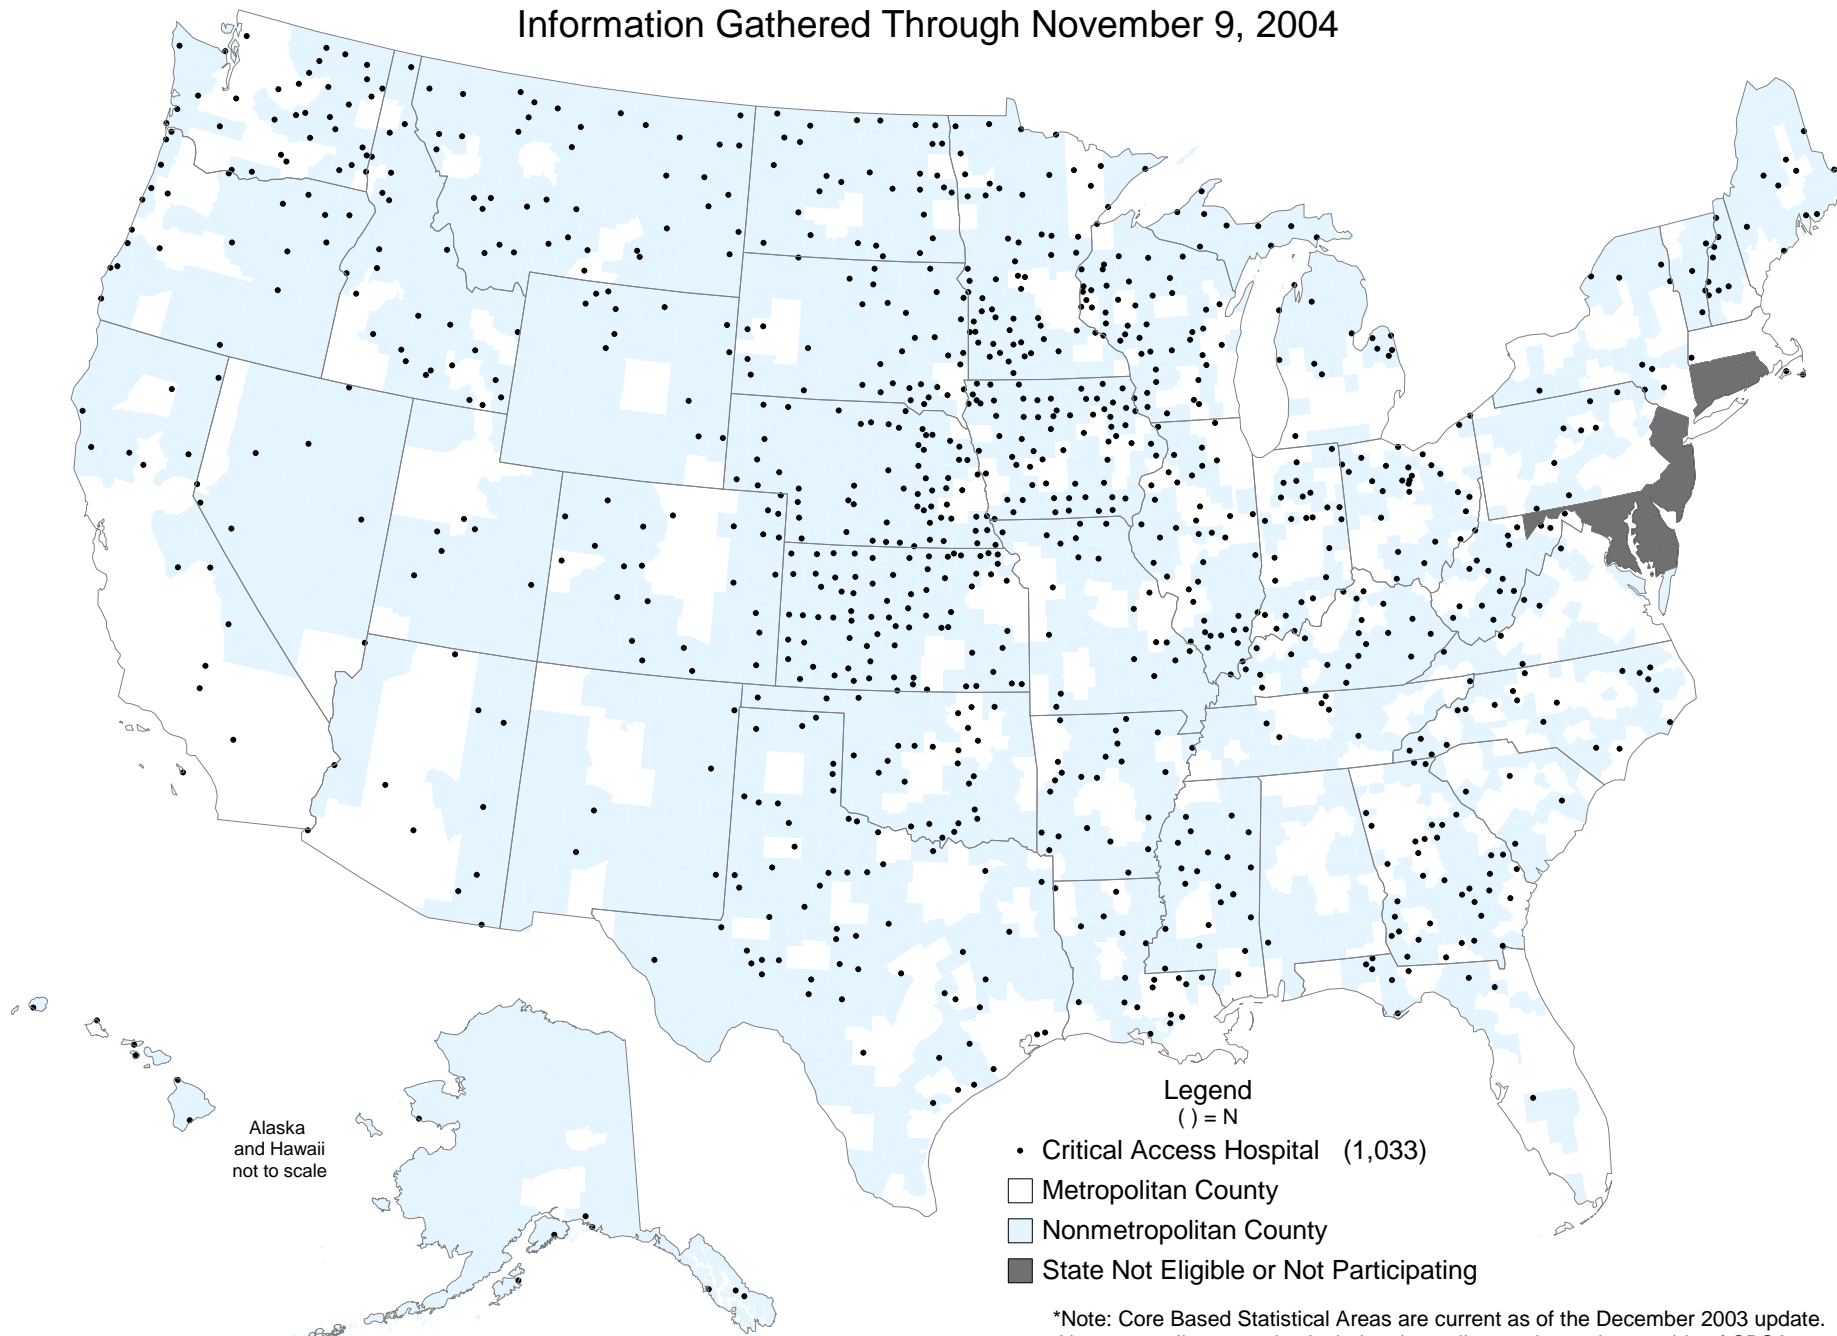 Information Gathered Through November 9, 2004
Alaska
and Hawaii
not to scale
Legend
( ) = N
Critical Access Hospital (1,033)
Metropolitan County
Nonmetropolitan County
State Not Eligible or Not Participating
*Note: Core Based Statistical Areas are current as of the December 2003 update.